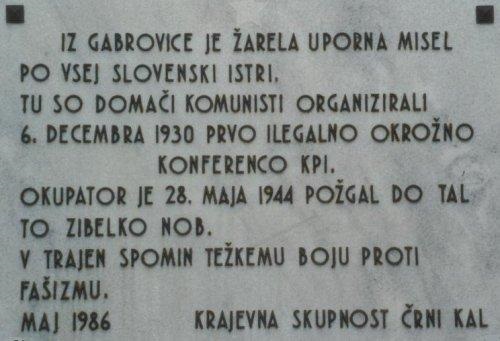 IZ GABROVICE JE ŽARELA UPORNA MISEL
PO VSEJ SLOVENSKI ISTRI.
TU SO DOMAČI KOMUNISTI ORGANIZIRALI
6. DECEMBRA 1930 PRVO ILEGALNO OKROŽNO
KONFERENCO KPI.
OKUPATOR JE 28. MAJA 1944 POŽGAL DO TAL
TO ZIBELKO NOB.
V TRAJEN SPOMIN TEŽKEMU BOJU PROTI
FAŠIZMU.
MAJ 1986 KRAJEVNA SKUPNOST ČRNI KAL